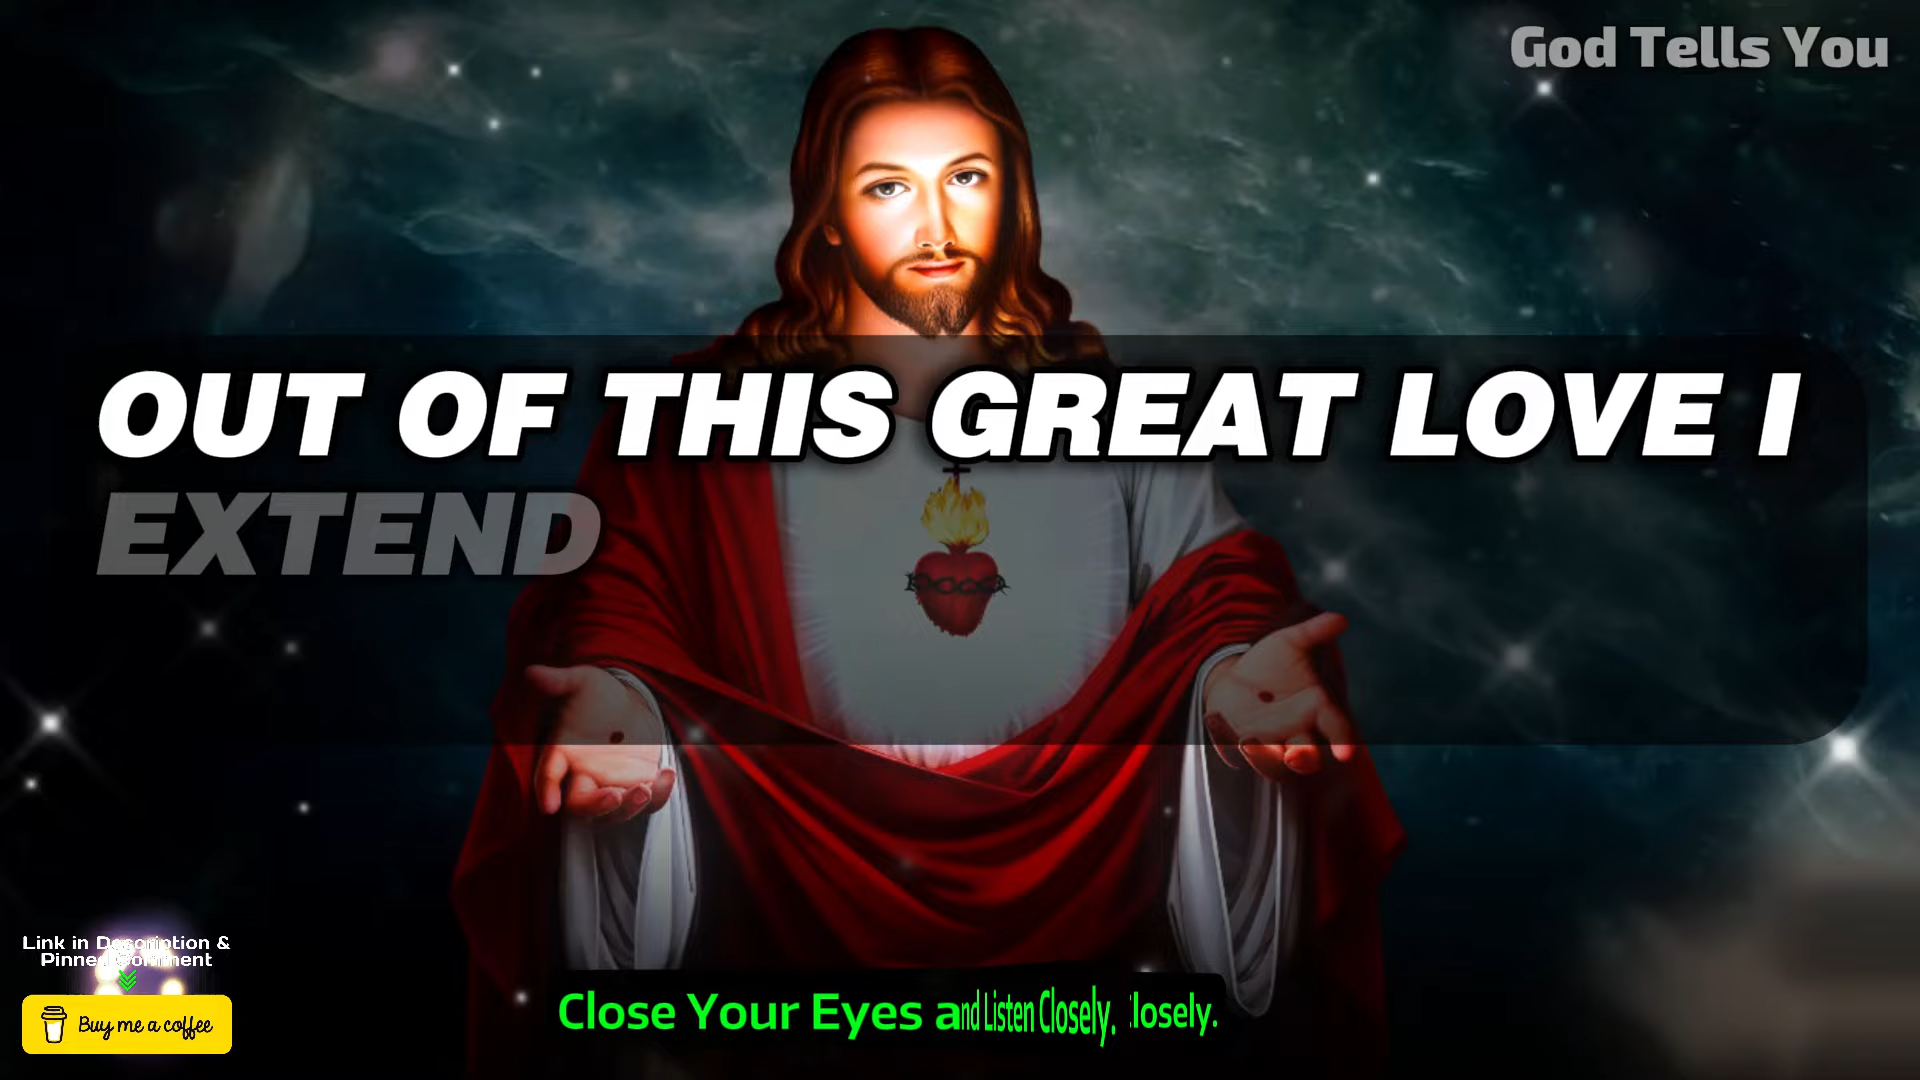 God Tells You
OUT OF THIS GREAT LOVE I
EXTEND
Link in Description &
Pinned Comment
Buy me a coffee
Close Your Eyes and Listen Closely. losely.